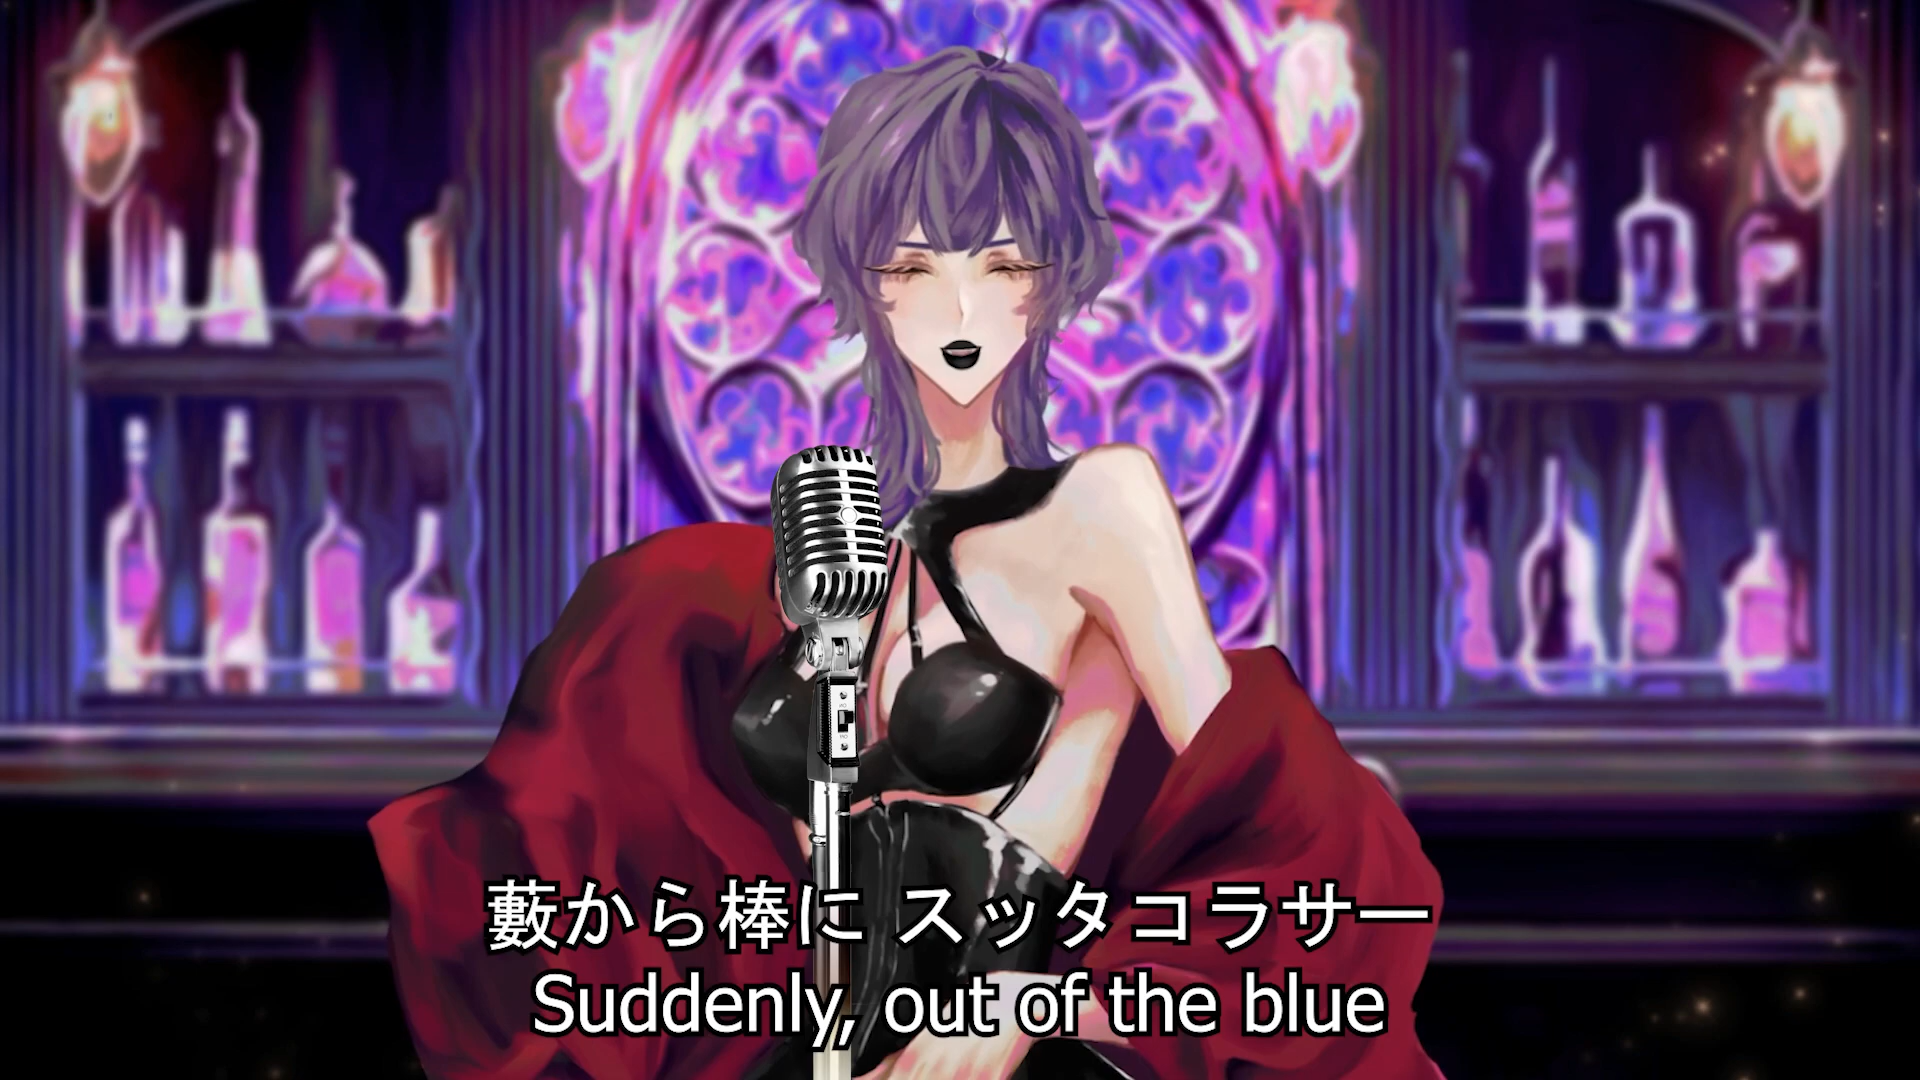 藪から棒に スッタコラサー
Suddenly, out of the blue